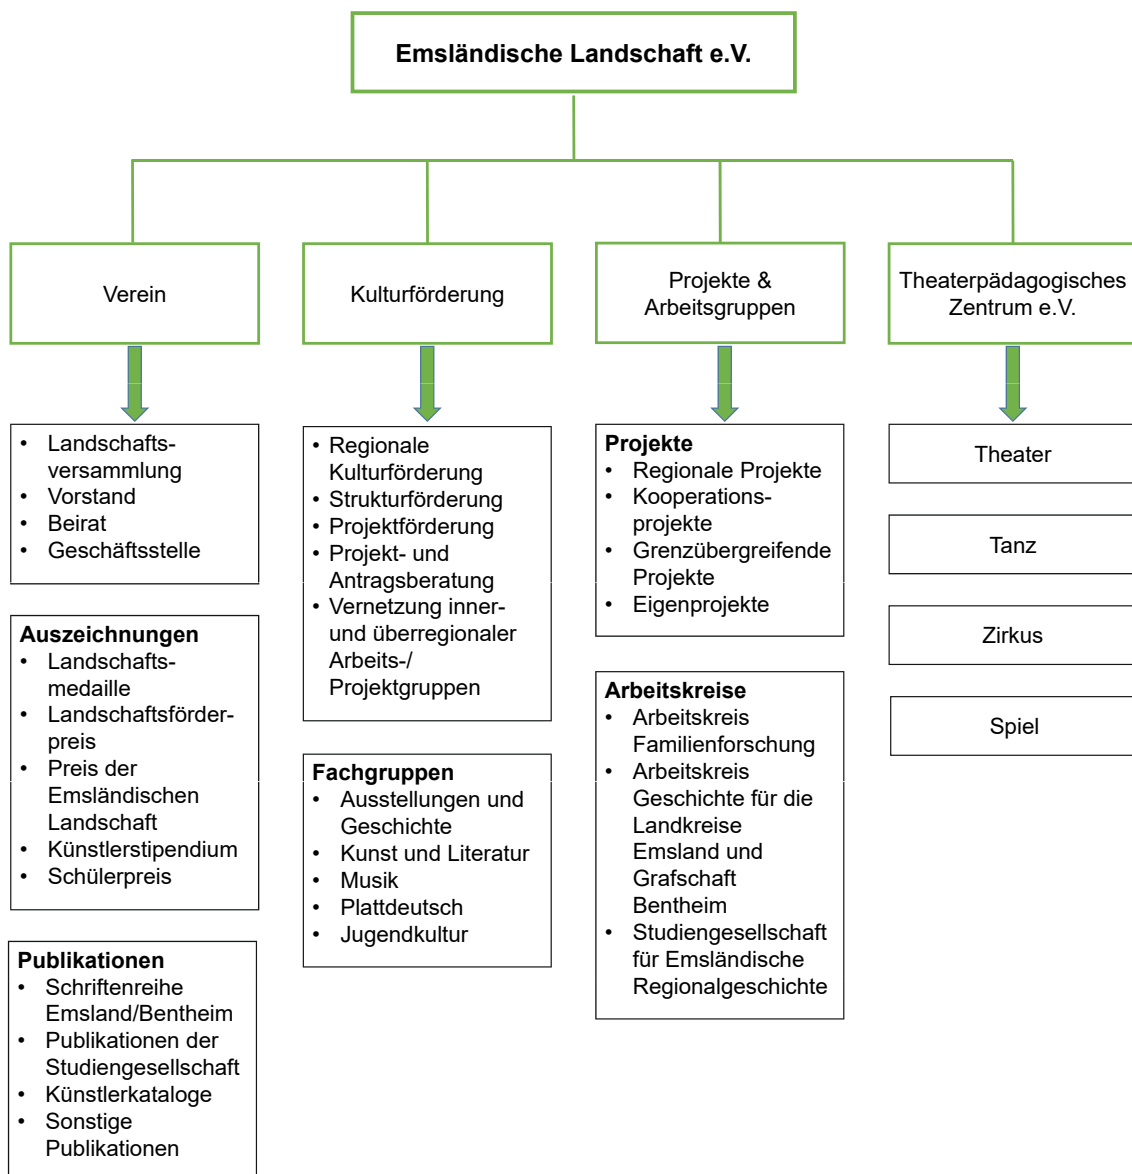 Emsländische Landschaft e.V.
Verein
Kulturförderung
Projekte &
Arbeitsgruppen
Theaterpädagogisches
Zentrum e.V.
• Landschafts-
versammlung
• Vorstand
• Beirat
• Geschäftsstelle
Auszeichnungen
• Landschafts-
medaille
• Landschaftsförder-
preis
• Preis der
Emsländischen
Landschaft
• Künstlerstipendium
• Schülerpreis
Publikationen
• Schriftenreihe
Emsland/Bentheim
• Publikationen der
Studiengesellschaft
• Künstlerkataloge
• Sonstige
Publikationen
• Regionale
Kulturförderung
• Strukturförderung
• Projektförderung
• Projekt- und
Antragsberatung
• Vernetzung inner-
und überregionaler
Arbeits-/
Projektgruppen
Fachgruppen
• Ausstellungen und
Geschichte
• Kunst und Literatur
• Musik
• Plattdeutsch
• Jugendkultur
Projekte
• Regionale Projekte
• Kooperations-
projekte
• Grenzübergreifende
Projekte
• Eigenprojekte
Arbeitskreise
• Arbeitskreis
Familienforschung
• Arbeitskreis
Geschichte für die
Landkreise
Emsland und
Grafschaft
Bentheim
• Studiengesellschaft
für Emsländische
Regionalgeschichte
Theater
Tanz
Zirkus
Spiel